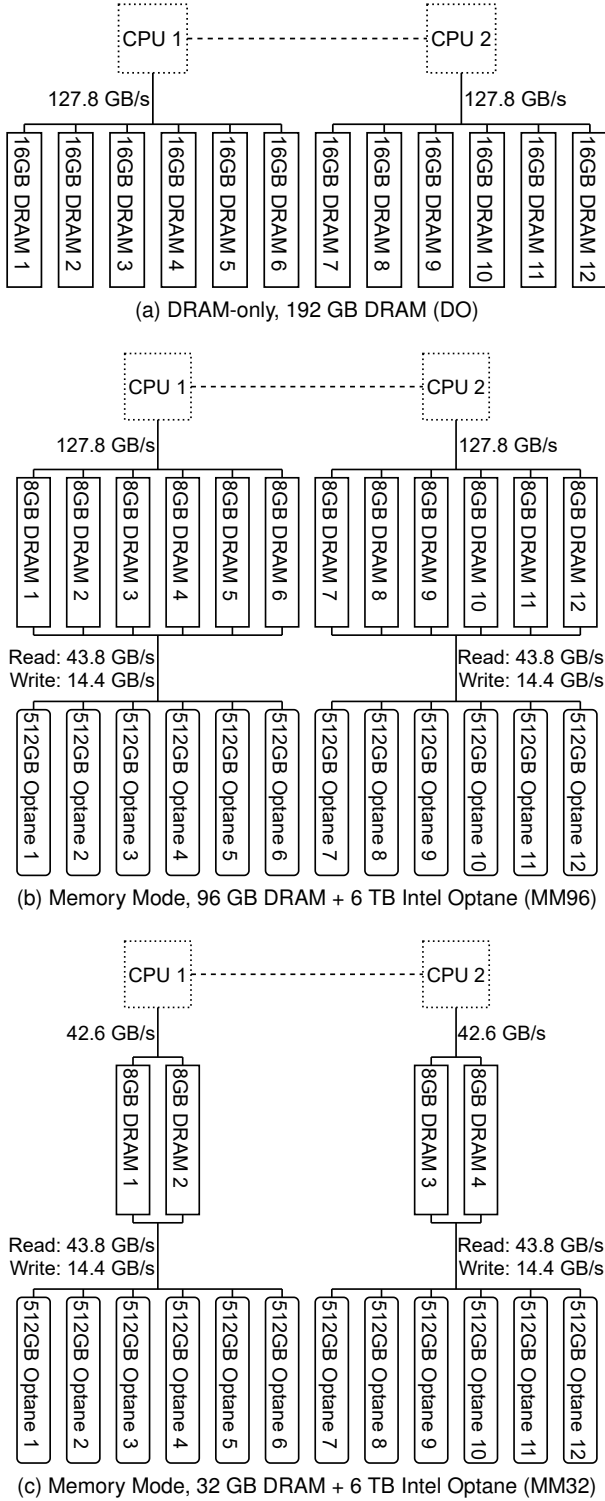 CPU 1
CPU 2
127.8 GB/s
127.8 GB/s
16GB DRAM 1
16GB DRAM 2
16GB DRAM 3
16GB DRAM 4
16GB DRAM 5
16GB DRAM 6
16GB DRAM 7
16GB DRAM 8
16GB DRAM 9
16GB DRAM 10
16GB DRAM 11
16GB DRAM 12
(a) DRAM-only, 192 GB DRAM (DO)
CPU 1
CPU 2
127.8 GB/s
127.8 GB/s
8GB DRAM 1
8GB DRAM 2
8GB DRAM 3
8GB DRAM 4
8GB DRAM 5
8GB DRAM 6
8GB DRAM 7
8GB DRAM 8
8GB DRAM 9
8GB DRAM 10
8GB DRAM 11
8GB DRAM 12
Read: 43.8 GB/s
Write: 14.4 GB/s
Read: 43.8 GB/s
Write: 14.4 GB/s
512GB Optane 1
512GB Optane 2
512GB Optane 3
512GB Optane 4
512GB Optane 5
512GB Optane 6
512GB Optane 7
512GB Optane 8
512GB Optane 9
512GB Optane 10
512GB Optane 11
512GB Optane 12
(b) Memory Mode, 96 GB DRAM + 6 TB Intel Optane (MM96)
CPU 1
CPU 2
42.6 GB/s
42.6 GB/s
8GB DRAM 1
8GB DRAM 2
8GB DRAM 3
8GB DRAM 4
Read: 43.8 GB/s
Write: 14.4 GB/s
Read: 43.8 GB/s
Write: 14.4 GB/s
512GB Optane 1
512GB Optane 2
512GB Optane 3
512GB Optane 4
512GB Optane 5
512GB Optane 6
512GB Optane 7
512GB Optane 8
512GB Optane 9
512GB Optane 10
512GB Optane 11
512GB Optane 12
(c) Memory Mode, 32 GB DRAM + 6 TB Intel Optane (MM32)